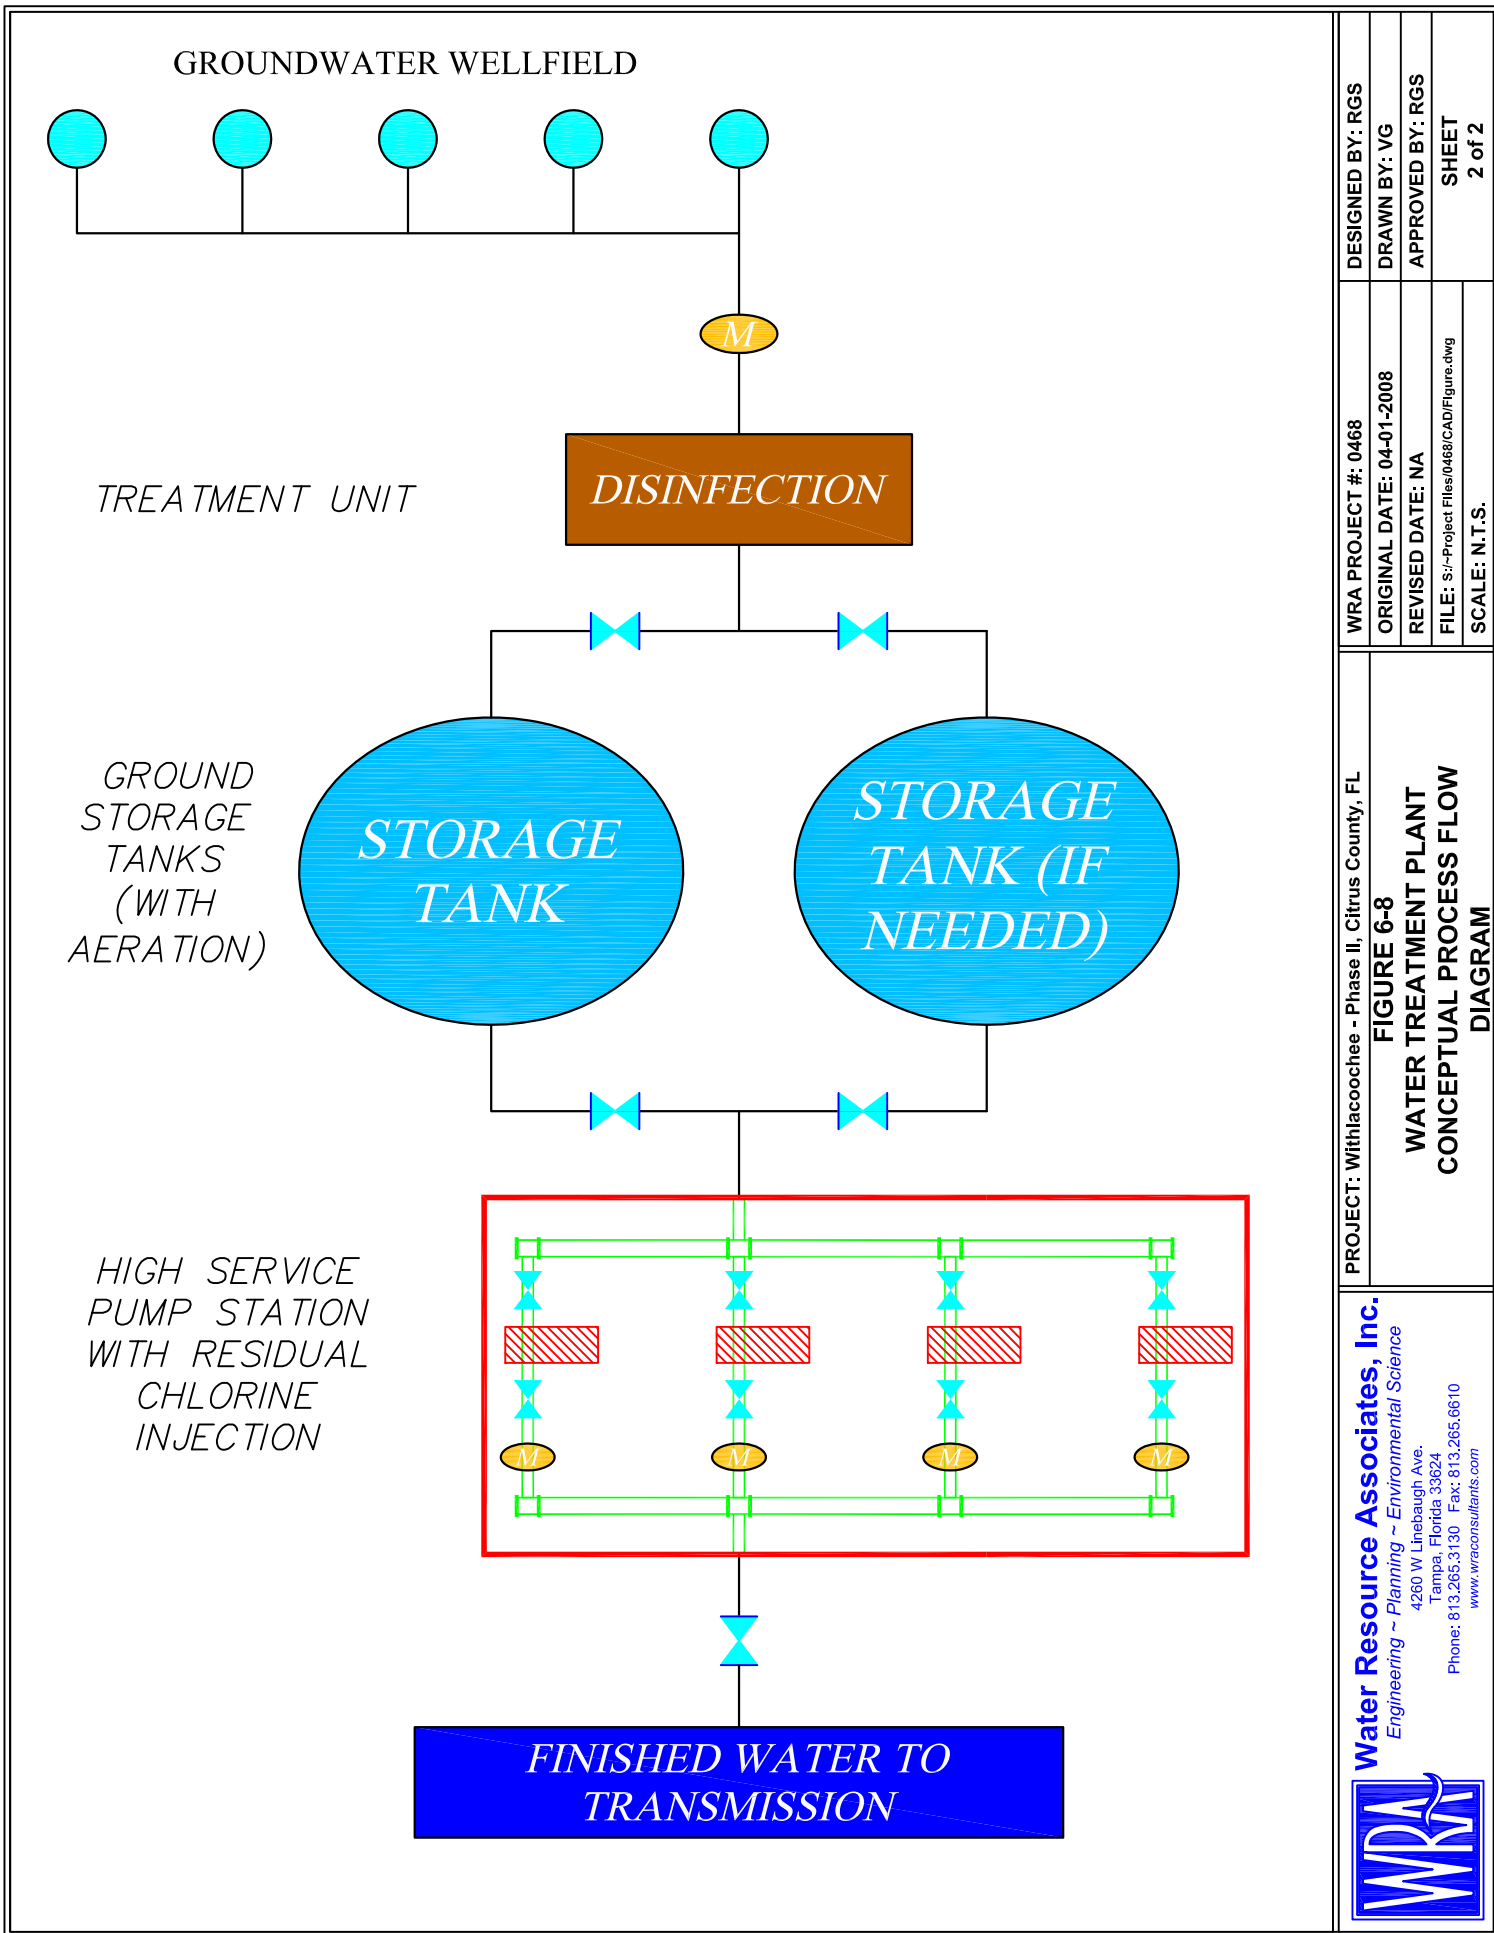 GROUNDWATER WELLFIELD
M
TREATMENT UNIT
DISINFECTION
GROUND
STORAGE
TANKS
(WITH
AERATION)
STORAGE
TANK
STORAGE
TANK (IF
NEEDED)
HIGH SERVICE
PUMP STATION
WITH RESIDUAL
CHLORINE
INJECTION
M
M
M
M
FINISHED WATER TO
TRANSMISSION
DESIGNED BY: RGS
DRAWN BY: VG
APPROVED BY: RGS
SHEET
2 of 2
WRA PROJECT #: 0468
ORIGINAL DATE: 04-01-2008
REVISED DATE: NA
FILE: S:/~Project Files/0468/CAD/Figure.dwg
SCALE: N.T.S.
PROJECT: Withlacoochee - Phase II, Citrus County, FL
FIGURE 6-8
WATER TREATMENT PLANT
CONCEPTUAL PROCESS FLOW
DIAGRAM
Water Resource Associates, Inc.
Engineering ~ Planning ~ Environmental Science
4260 W Linebaugh Ave.
Tampa, Florida 33624
Phone: 813.265.3130 Fax: 813.265.6610
www.wraconsultants.com
WRA